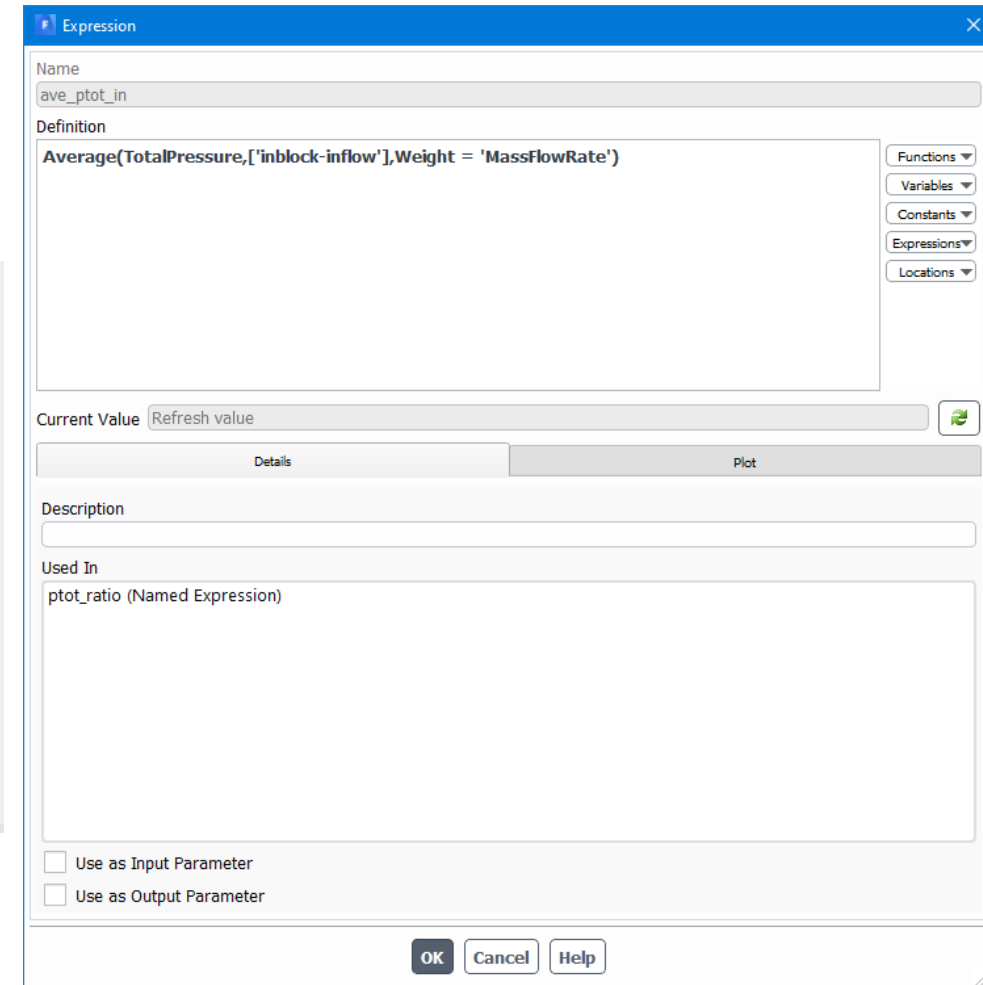 Expression
Name
ave_ptot_in
Definition
Average(TotalPressure,['inblock-inflow'],Weight = 'MassFlowRate')
Functions
Variables
Constants
Expressions
Locations
Current Value Refresh value
Details Plot
Description
Used In
ptot_ratio (Named Expression)
Use as Input Parameter
Use as Output Parameter
OK Cancel Help